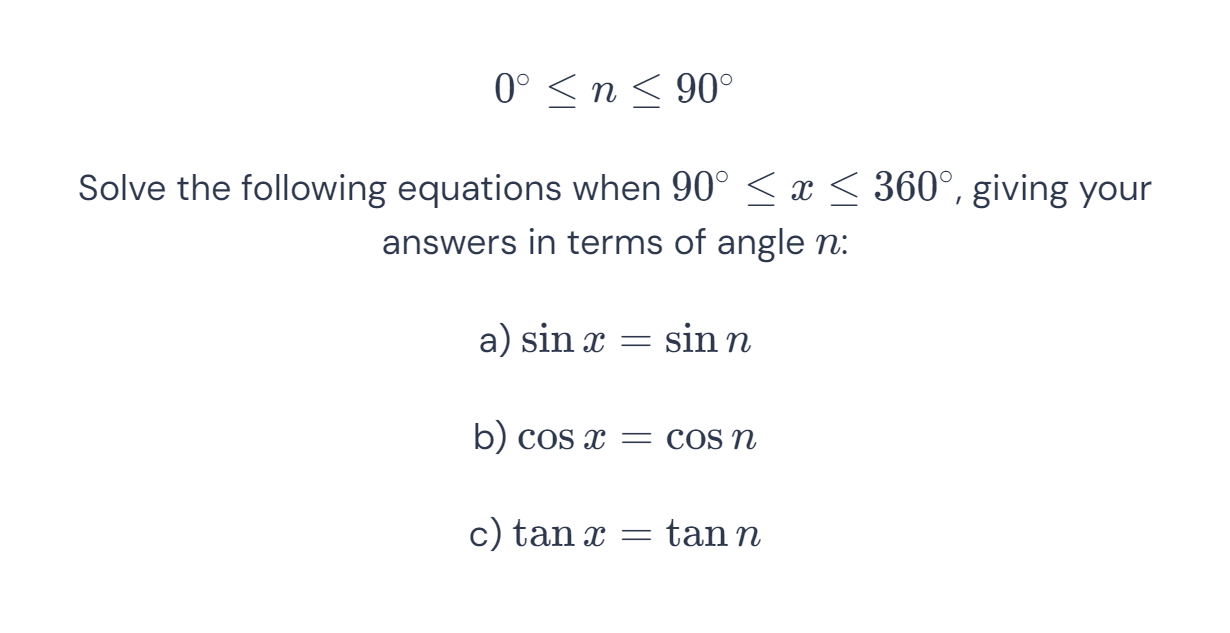 0° ≤ n ≤ 90°
Solve the following equations when 90° ≤ x ≤ 360°, giving your
answers in terms of angle n:
a) sin x = sin n
b) cos x = cos n
c) tan x = tan n